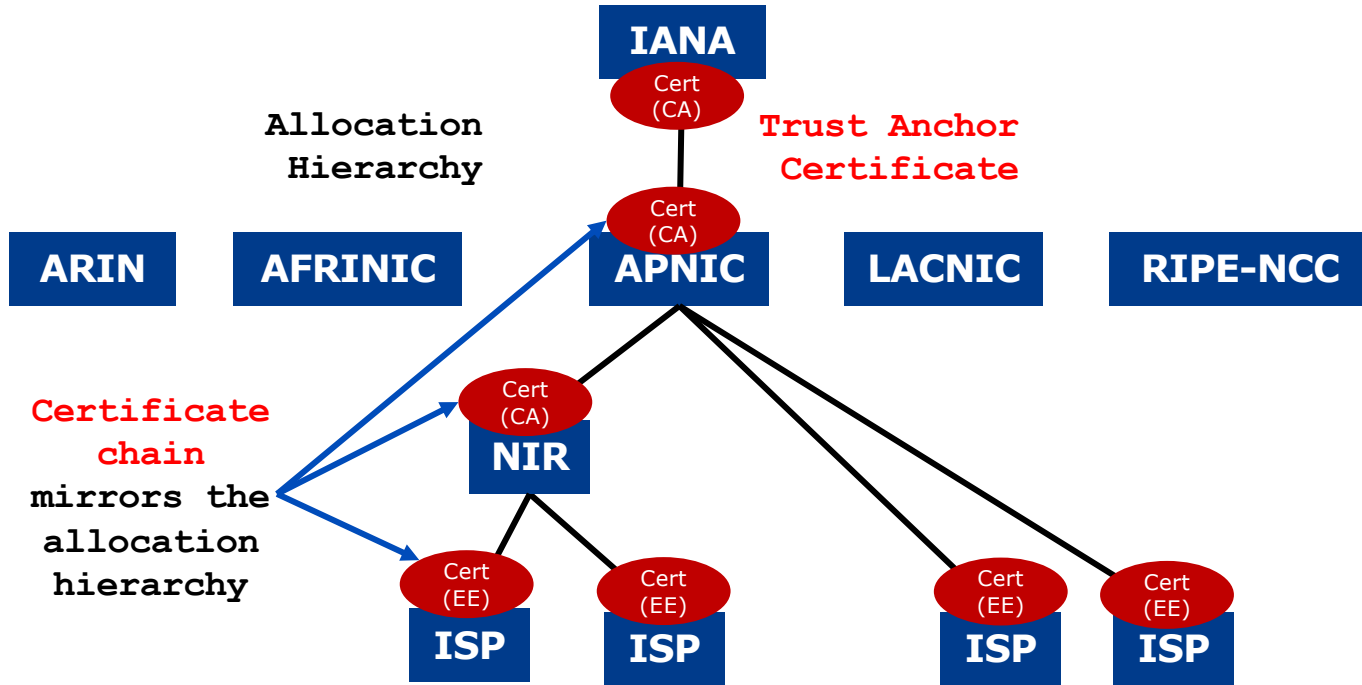 IANA
Cert
(CA)
Allocation
Hierarchy
Trust Anchor
Certificate
Cert
(CA)
ARIN
AFRINIC
APNIC
LACNIC
RIPE-NCC
Certificate
chain
mirrors the
allocation
hierarchy
Cert
(CA)
NIR
Cert
(EE)
ISP
Cert
(EE)
ISP
Cert
(EE)
ISP
Cert
(EE)
ISP